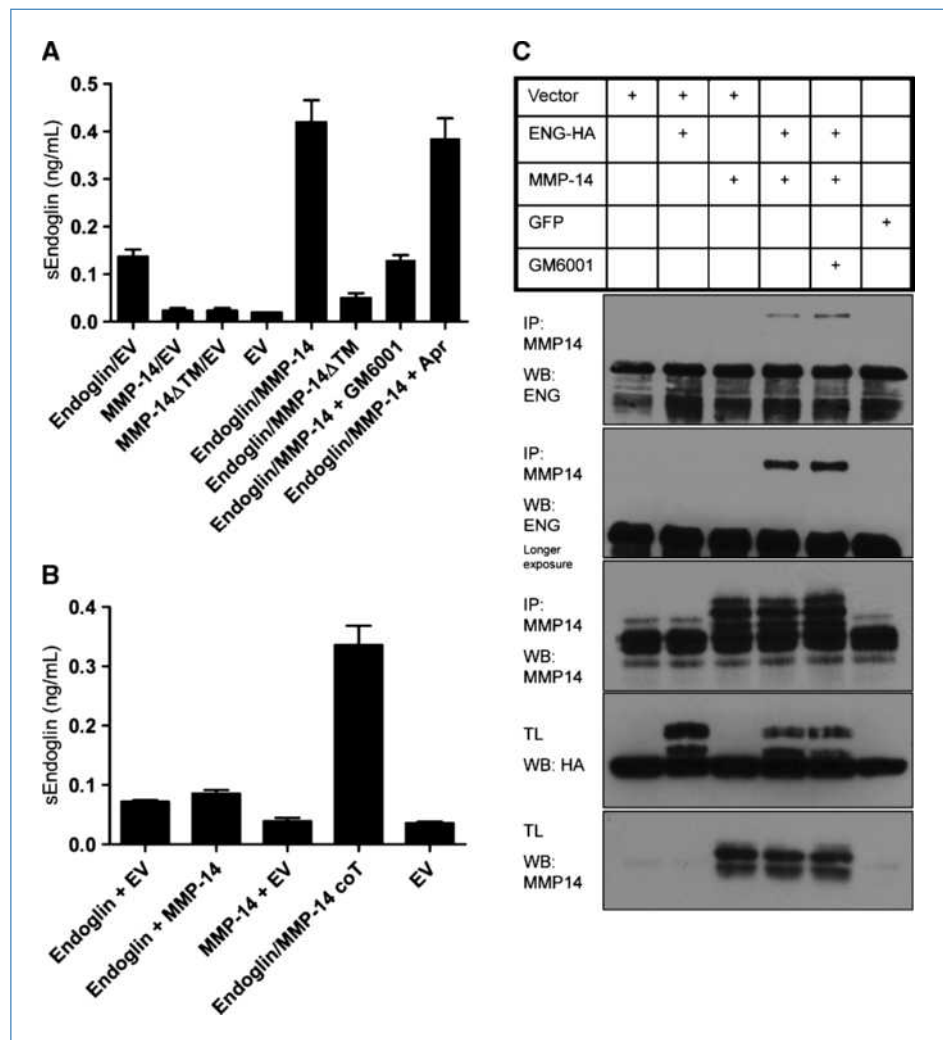 A
sEndoglin (ng/mL)
0.5
0.4
0.3
0.2
0.1
0.0
Endoglin/EV
MMP-14/EV
MMP-14ΔTM/EV
EV
Endoglin/MMP-14
Endoglin/MMP-14ΔTM
Endoglin/MMP-14 + GM6001
Endoglin/MMP-14 + Apr
B
sEndoglin (ng/mL)
0.4
0.3
0.2
0.1
0.0
Endoglin + EV
Endoglin + MMP-14
MMP-14 + EV
Endoglin/MMP-14 coT
EV
C
Vector + + +
ENG-HA + + +
MMP-14 + + +
GFP +
GM6001 +
IP:
MMP14
WB:
ENG
IP:
MMP14
WB:
ENG
Longer
exposure
IP:
MMP14
WB:
MMP14
TL
WB: HA
TL
WB:
MMP14